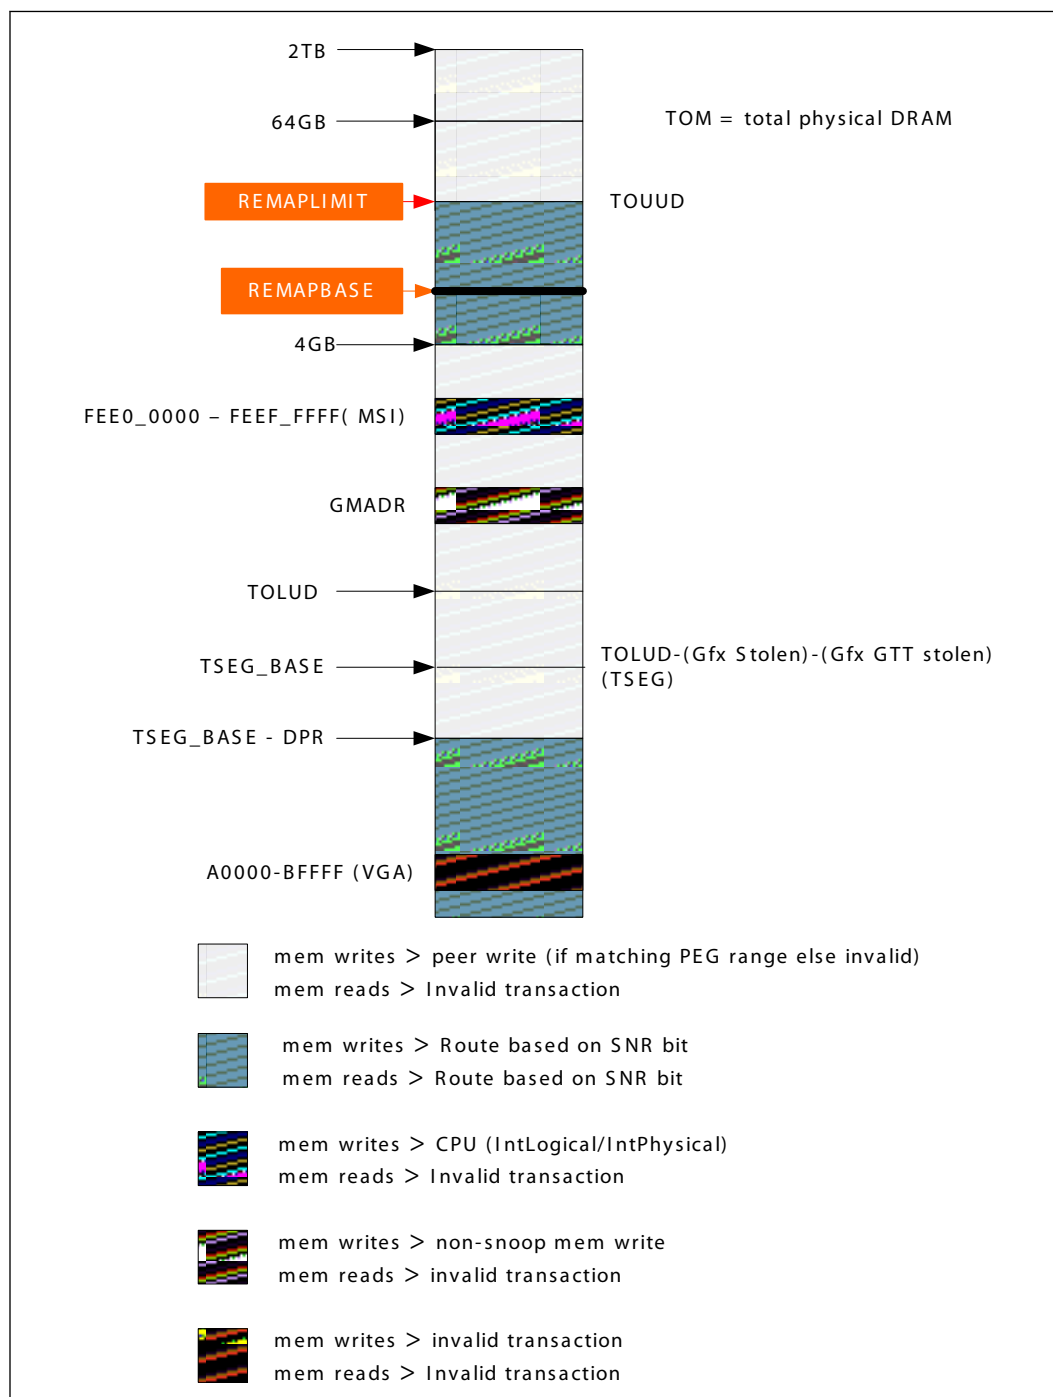 2TB
64GB
TOM = total physical DRAM
REMAPLIMIT
TOUUD
REMAPBASE
4GB
FEE0_0000 – FEEF_FFFF( MSI)
GMADR
TOLUD
TSEG_BASE
TOLUD-(Gfx Stolen)-(Gfx GTT stolen)
(TSEG)
TSEG_BASE - DPR
A0000-BFFFF (VGA)
mem writes > peer write (if matching PEG range else invalid)
mem reads > Invalid transaction
mem writes > Route based on SNR bit
mem reads > Route based on SNR bit
mem writes > CPU (IntLogical/IntPhysical)
mem reads > Invalid transaction
mem writes > non-snoop mem write
mem reads > invalid transaction
mem writes > invalid transaction
mem reads > Invalid transaction